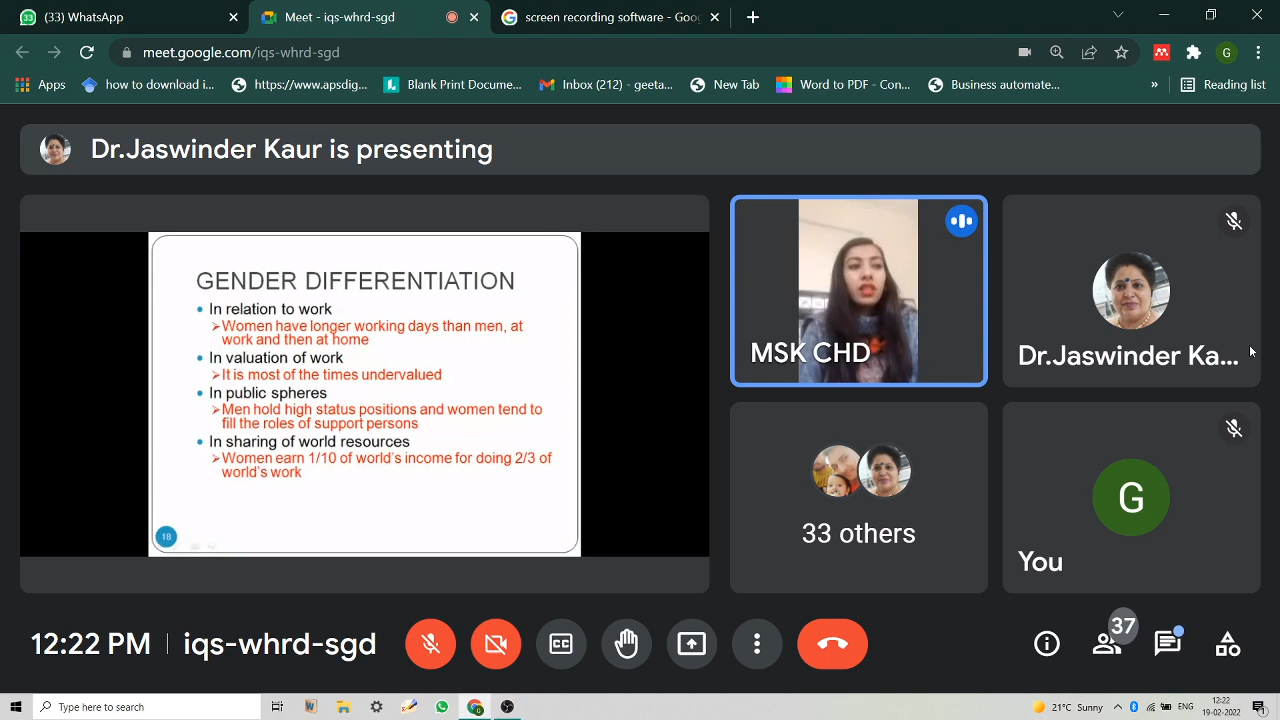 (33) WhatsApp
Meet - iqs-whrd-sgd
screen recording software - Goog
meet.google.com/iqs-whrd-sgd
G
Apps
how to download i...
https://www.apsdig...
Blank Print Docume...
Inbox (212) - geeta...
New Tab
Word to PDF - Con...
Business automate...
»
Reading list
Dr.Jaswinder Kaur is presenting
GENDER DIFFERENTIATION
• In relation to work
➢Women have longer working days than men, at
work and then at home
• In valuation of work
➢It is most of the times undervalued
• In public spheres
➢Men hold high status positions and women tend to
fill the roles of support persons
• In sharing of world resources
➢Women earn 1/10 of world's income for doing 2/3 of
world's work
18
MSK CHD
Dr.Jaswinder Ka...
33 others
G
You
12:22 PM | iqs-whrd-sgd
CC
37
Type here to search
21°C Sunny
ENG
12:22
19-02-2022
1